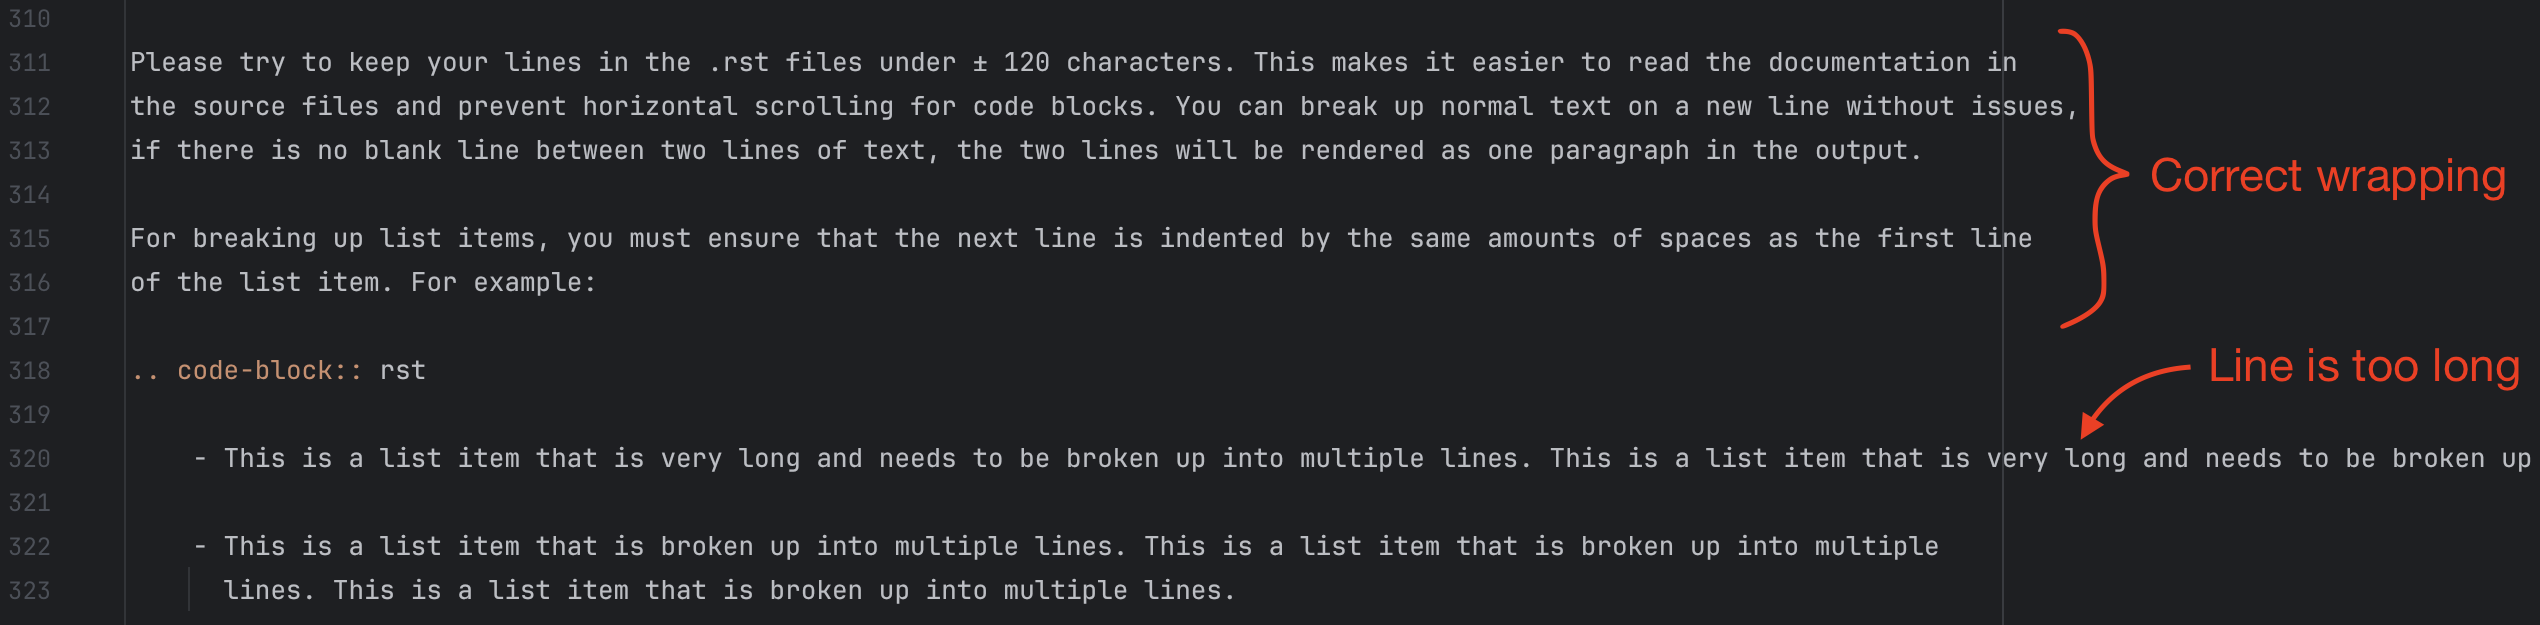 310
311 Please try to keep your lines in the .rst files under ± 120 characters. This makes it easier to read the documentation in
312 the source files and prevent horizontal scrolling for code blocks. You can break up normal text on a new line without issues,
313 if there is no blank line between two lines of text, the two lines will be rendered as one paragraph in the output.
Correct wrapping
314
315 For breaking up list items, you must ensure that the next line is indented by the same amounts of spaces as the first line
316 of the list item. For example:
317
318 .. code-block:: rst
Line is too long
319
320 - This is a list item that is very long and needs to be broken up into multiple lines. This is a list item that is very long and needs to be broken up
321
322 - This is a list item that is broken up into multiple lines. This is a list item that is broken up into multiple
323 lines. This is a list item that is broken up into multiple lines.